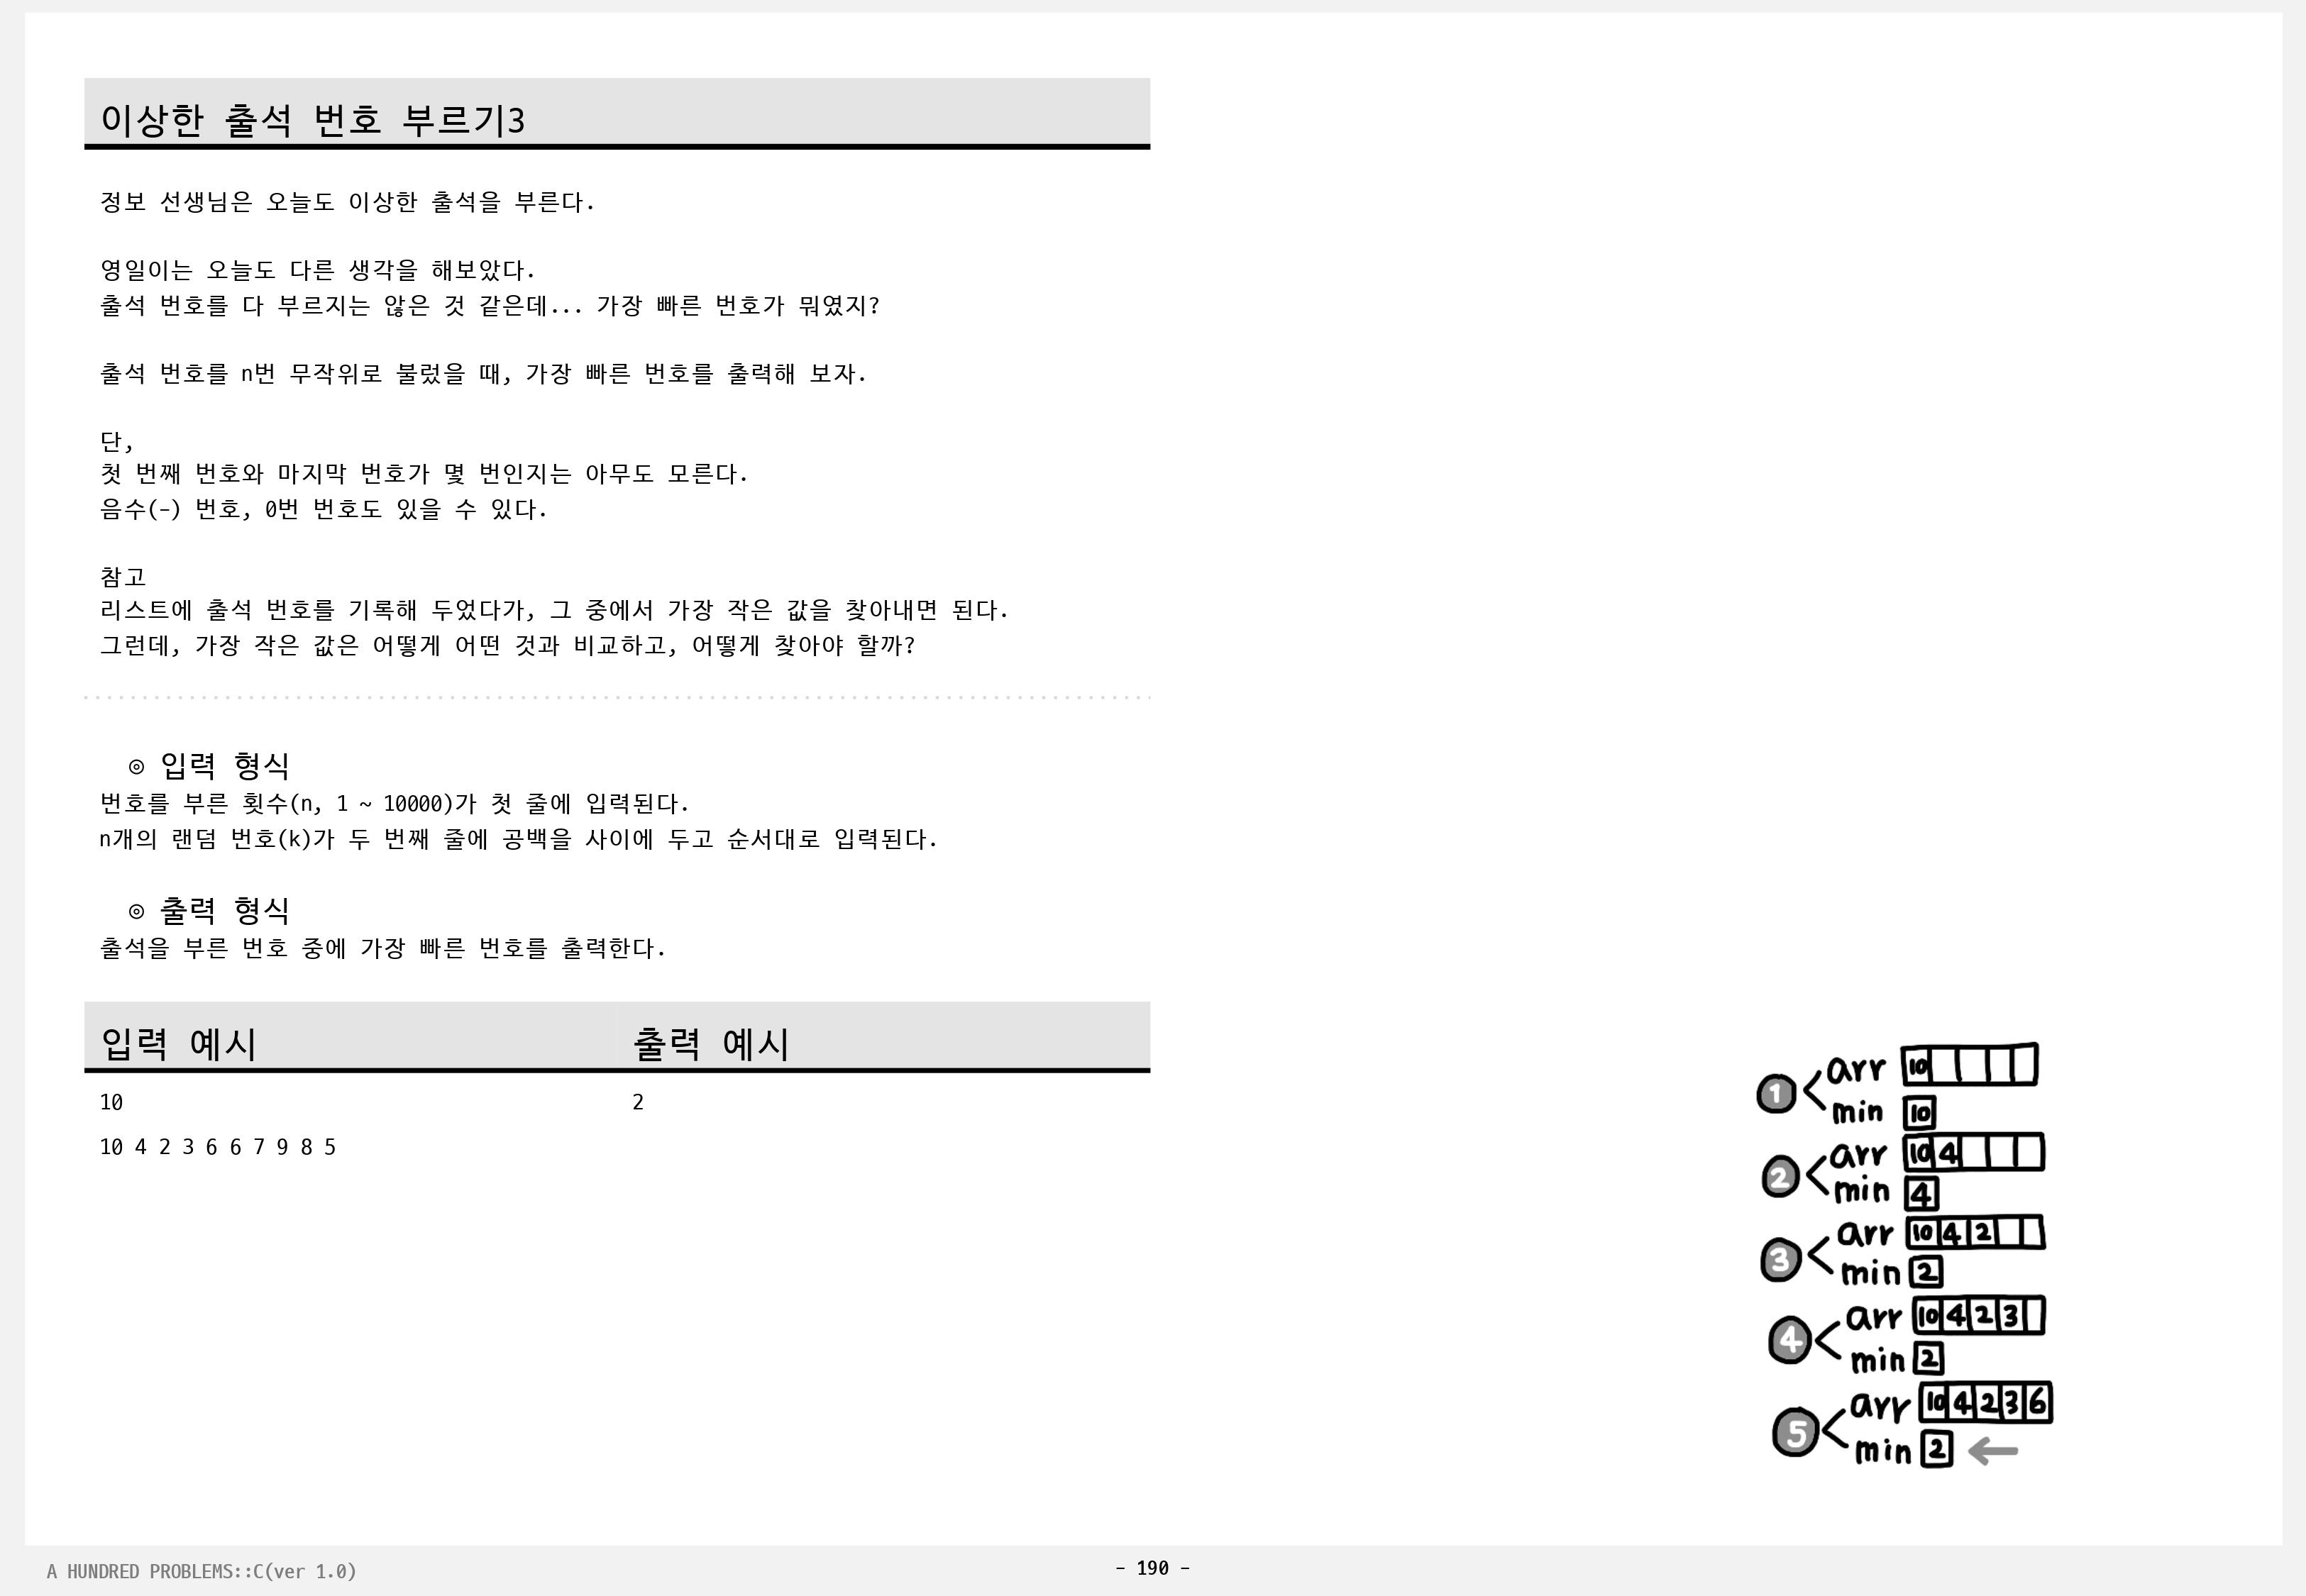 이상한 출석 번호 부르기3
정보 선생님은 오늘도 이상한 출석을 부른다.
영일이는 오늘도 다른 생각을 해보았다.
출석 번호를 다 부르지는 않은 것 같은데... 가장 빠른 번호가 뭐였지?
출석 번호를 n번 무작위로 불렀을 때, 가장 빠른 번호를 출력해 보자.
단,
첫 번째 번호와 마지막 번호가 몇 번인지는 아무도 모른다.
음수(-) 번호, 0번 번호도 있을 수 있다.
참고
리스트에 출석 번호를 기록해 두었다가, 그 중에서 가장 작은 값을 찾아내면 된다.
그런데, 가장 작은 값은 어떻게 어떤 것과 비교하고, 어떻게 찾아야 할까?
◎ 입력 형식
번호를 부른 횟수(n, 1 ~ 10000)가 첫 줄에 입력된다.
n개의 랜덤 번호(k)가 두 번째 줄에 공백을 사이에 두고 순서대로 입력된다.
◎ 출력 형식
출석을 부른 번호 중에 가장 빠른 번호를 출력한다.
입력 예시 출력 예시
10 2
10 4 2 3 6 6 7 9 8 5
1 arr 10
min 10
2 arr 10 4
min 4
3 arr 10 4 2
min 2
4 arr 10 4 2 3
min 2
5 arr 10 4 2 3 6
min 2 ←
A HUNDRED PROBLEMS::C(ver 1.0)
- 190 -